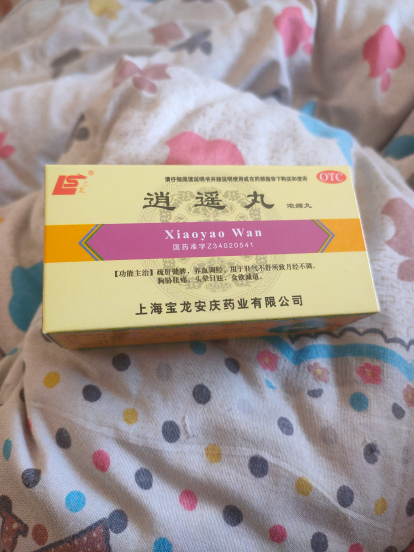 请仔细阅读说明书并按说明使用或在药师指导下购买和使用
OTC
逍遥丸 浓缩丸
Xiaoyao Wan
国药准字Z34020541
【功能主治】疏肝健脾，养血调经。用于肝气不舒所致月经不调，
胸胁胀痛，头晕目眩，食欲减退。
上海宝龙安庆药业有限公司